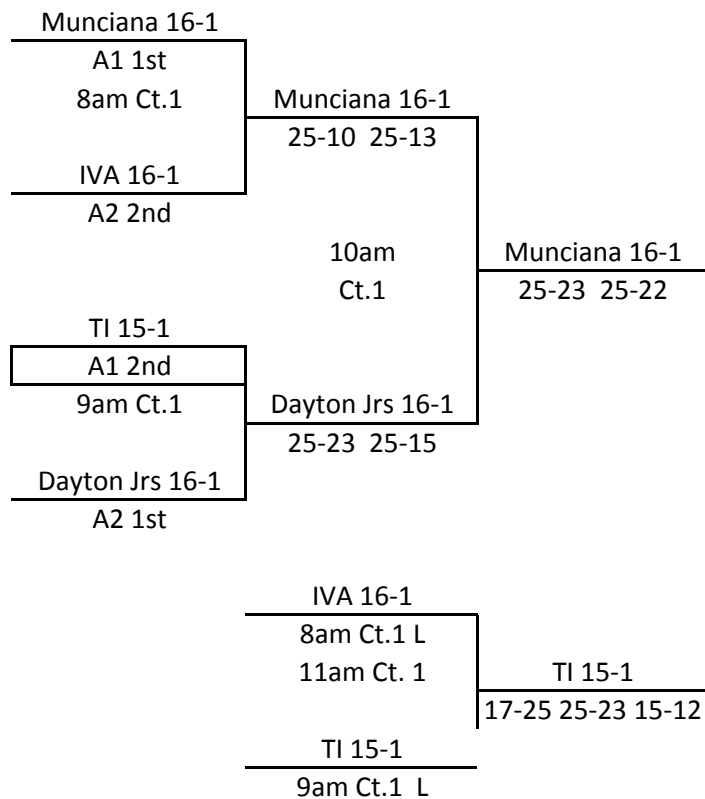 Munciana 16-1
A1 1st
8am Ct.1
Munciana 16-1
25-10 25-13
IVA 16-1
A2 2nd
10am
Ct.1
Munciana 16-1
25-23 25-22
TI 15-1
A1 2nd
9am Ct.1
Dayton Jrs 16-1
25-23 25-15
Dayton Jrs 16-1
A2 1st
IVA 16-1
8am Ct.1 L
11am Ct. 1
TI 15-1
17-25 25-23 15-12
TI 15-1
9am Ct.1 L